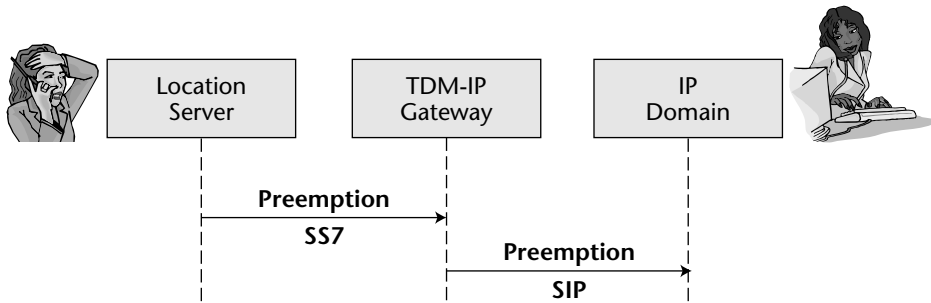 Location
Server
TDM-IP
Gateway
IP
Domain
Preemption
SS7
Preemption
SIP